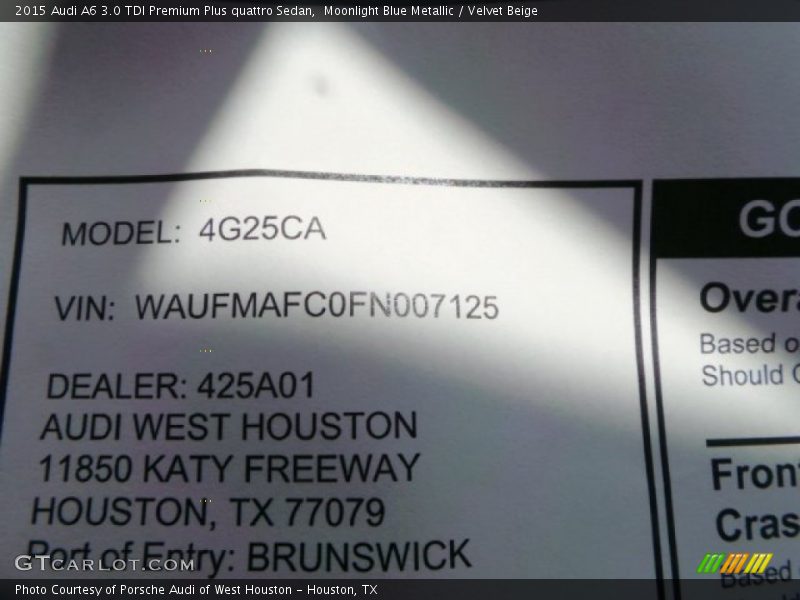 2015 Audi A6 3.0 TDI Premium Plus quattro Sedan, Moonlight Blue Metallic / Velvet Beige
MODEL: 4G25CA
VIN: WAUFMAFC0FN007125
DEALER: 425A01
AUDI WEST HOUSTON
11850 KATY FREEWAY
HOUSTON, TX 77079
Port of Entry: BRUNSWICK
GO
Overa
Based o
Should C
Fron
Cras
Based
GTCARLOT.COM
Photo Courtesy of Porsche Audi of West Houston - Houston, TX